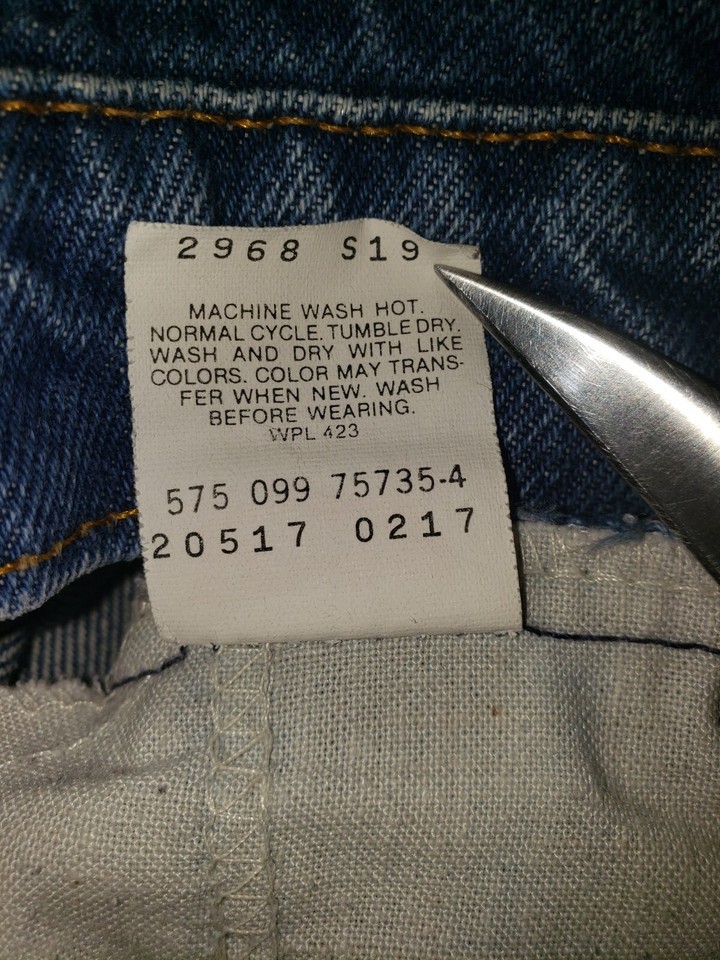 2968 S19
MACHINE WASH HOT.
NORMAL CYCLE. TUMBLE DRY.
WASH AND DRY WITH LIKE
COLORS. COLOR MAY TRANS-
FER WHEN NEW. WASH
BEFORE WEARING.
WPL 423
575 099 75735-4
20517 0217